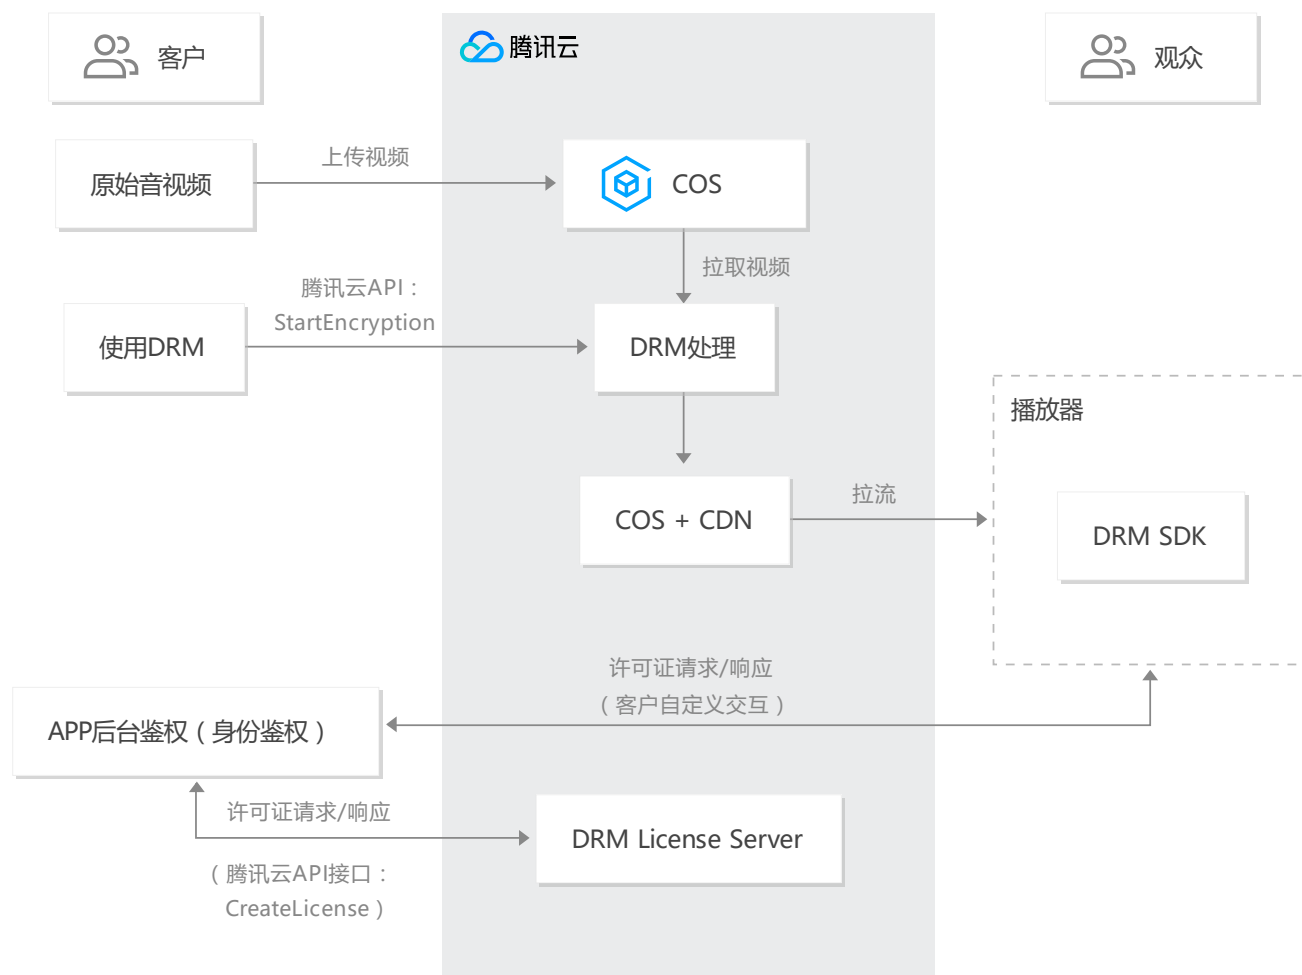 客户
腾讯云
观众
原始音视频
上传视频
COS
拉取视频
腾讯云API：
StartEncryption
使用DRM
DRM处理
播放器
COS + CDN
拉流
DRM SDK
许可证请求/响应
（客户自定义交互）
APP后台鉴权（身份鉴权）
许可证请求/响应
DRM License Server
（腾讯云API接口：
CreateLicense）